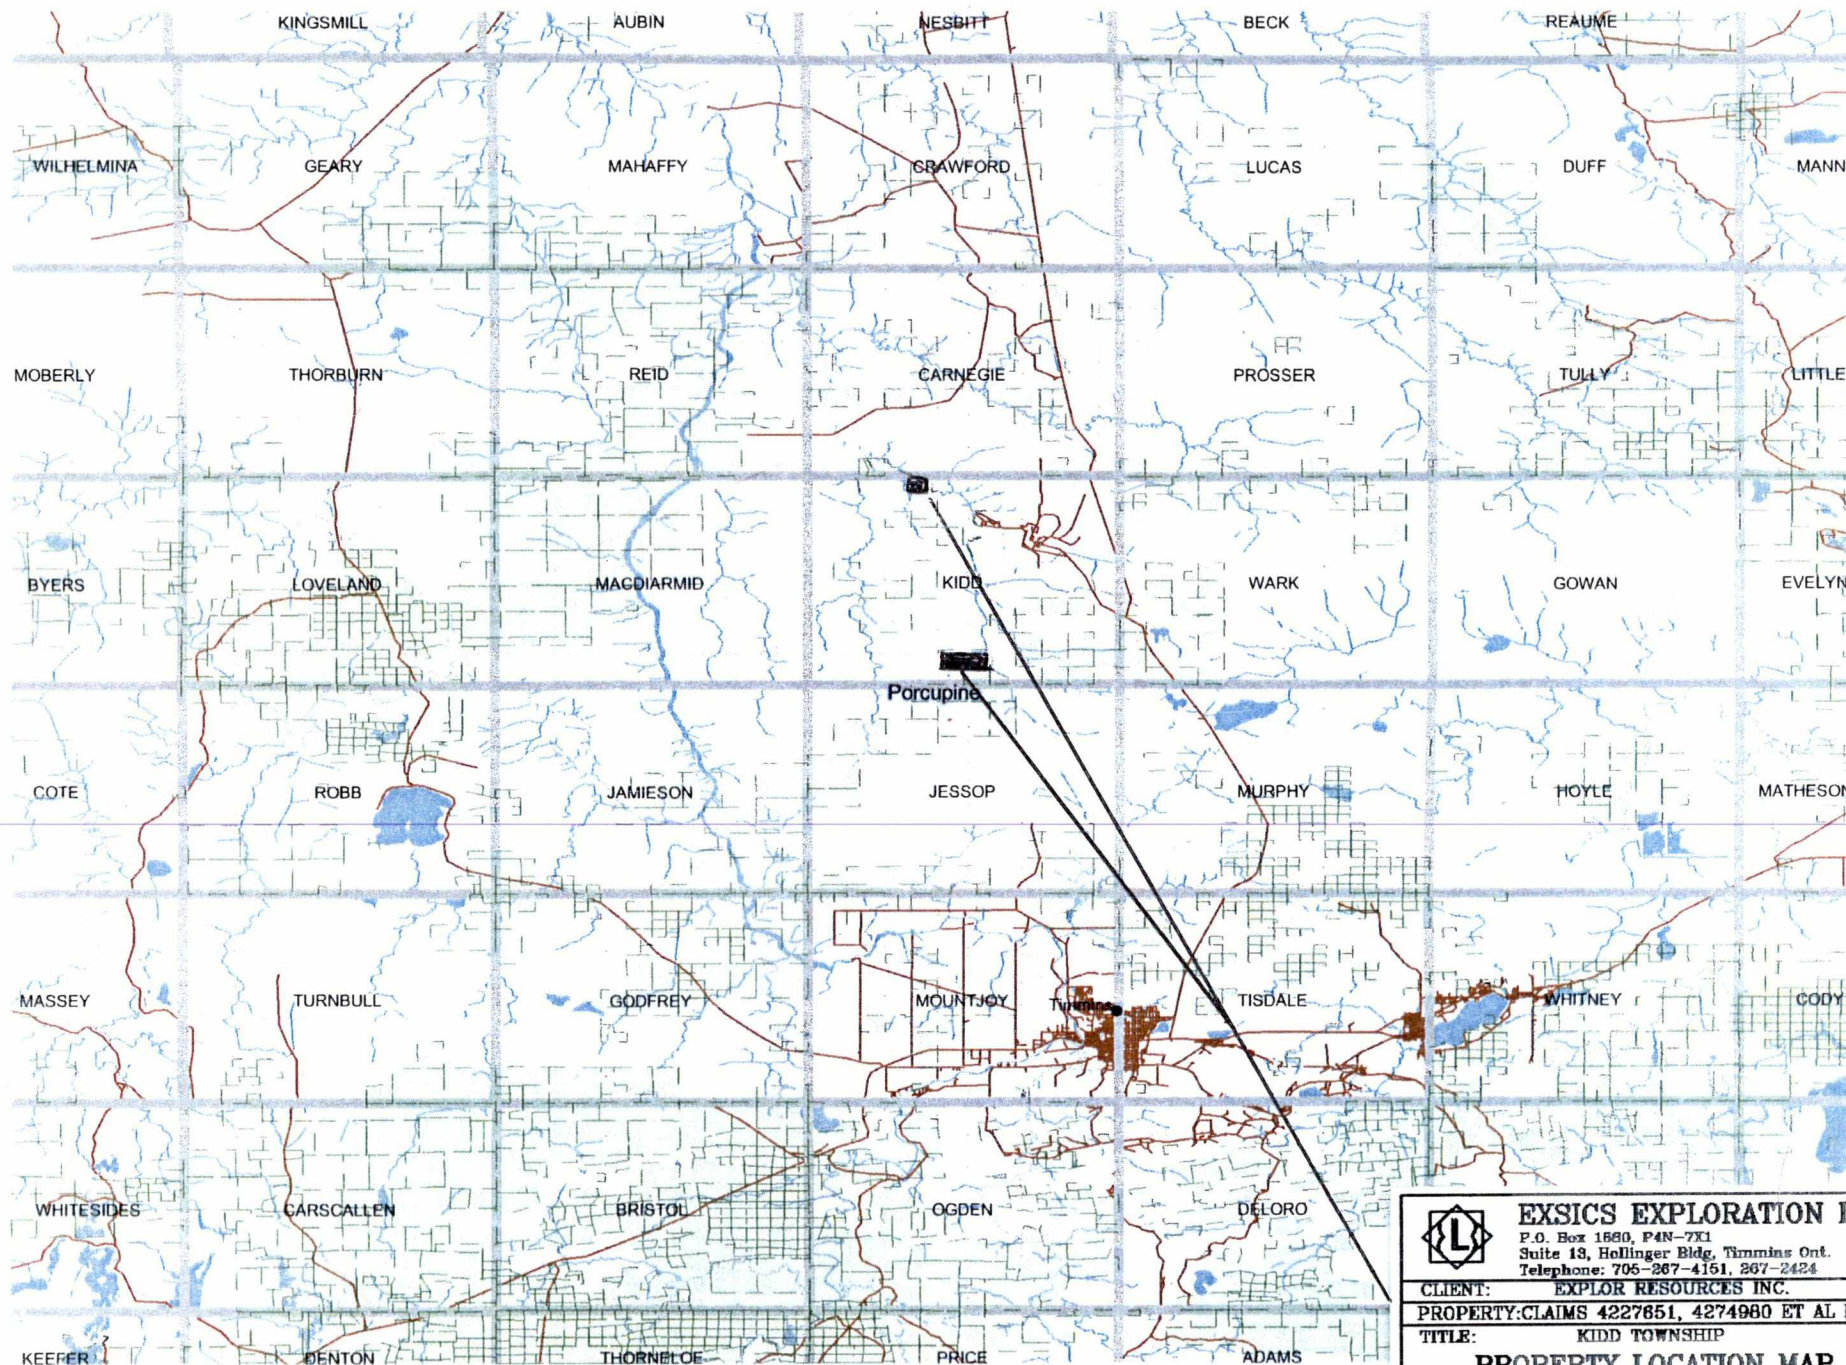 KINGSMILL AUBIN NESBITT BECK REAUME
WILHELMINA GEARY MAHAFFY CRAWFORD LUCAS DUFF MANN
MOBERLY THORBURN REID CARNEGIE PROSSER TULLY LITTLE
BYERS LOVELAND MACDIARMID KIDD WARK GOWAN EVELYN
Porcupine
COTE ROBB JAMIESON JESSOP MURPHY HOYLE MATHESON
MASSEY TURNBULL GODFREY MOUNTJOY Timmins TISDALE WHITNEY CODY
WHITESIDES CARSCALLEN BRISTOL OGDEN DELORO
KEEFER DENTON THORNELOE PRICE ADAMS
L
EXSICS EXPLORATION
P.O. Box 1880, P4N-7X1
Suite 13, Hollinger Bldg, Timmins Ont.
Telephone: 705-267-4151, 267-2424
CLIENT: EXPLOR RESOURCES INC.
PROPERTY:CLAIMS 4227651, 4274980 ET AL
TITLE: KIDD TOWNSHIP
PROPERTY LOCATION MAP